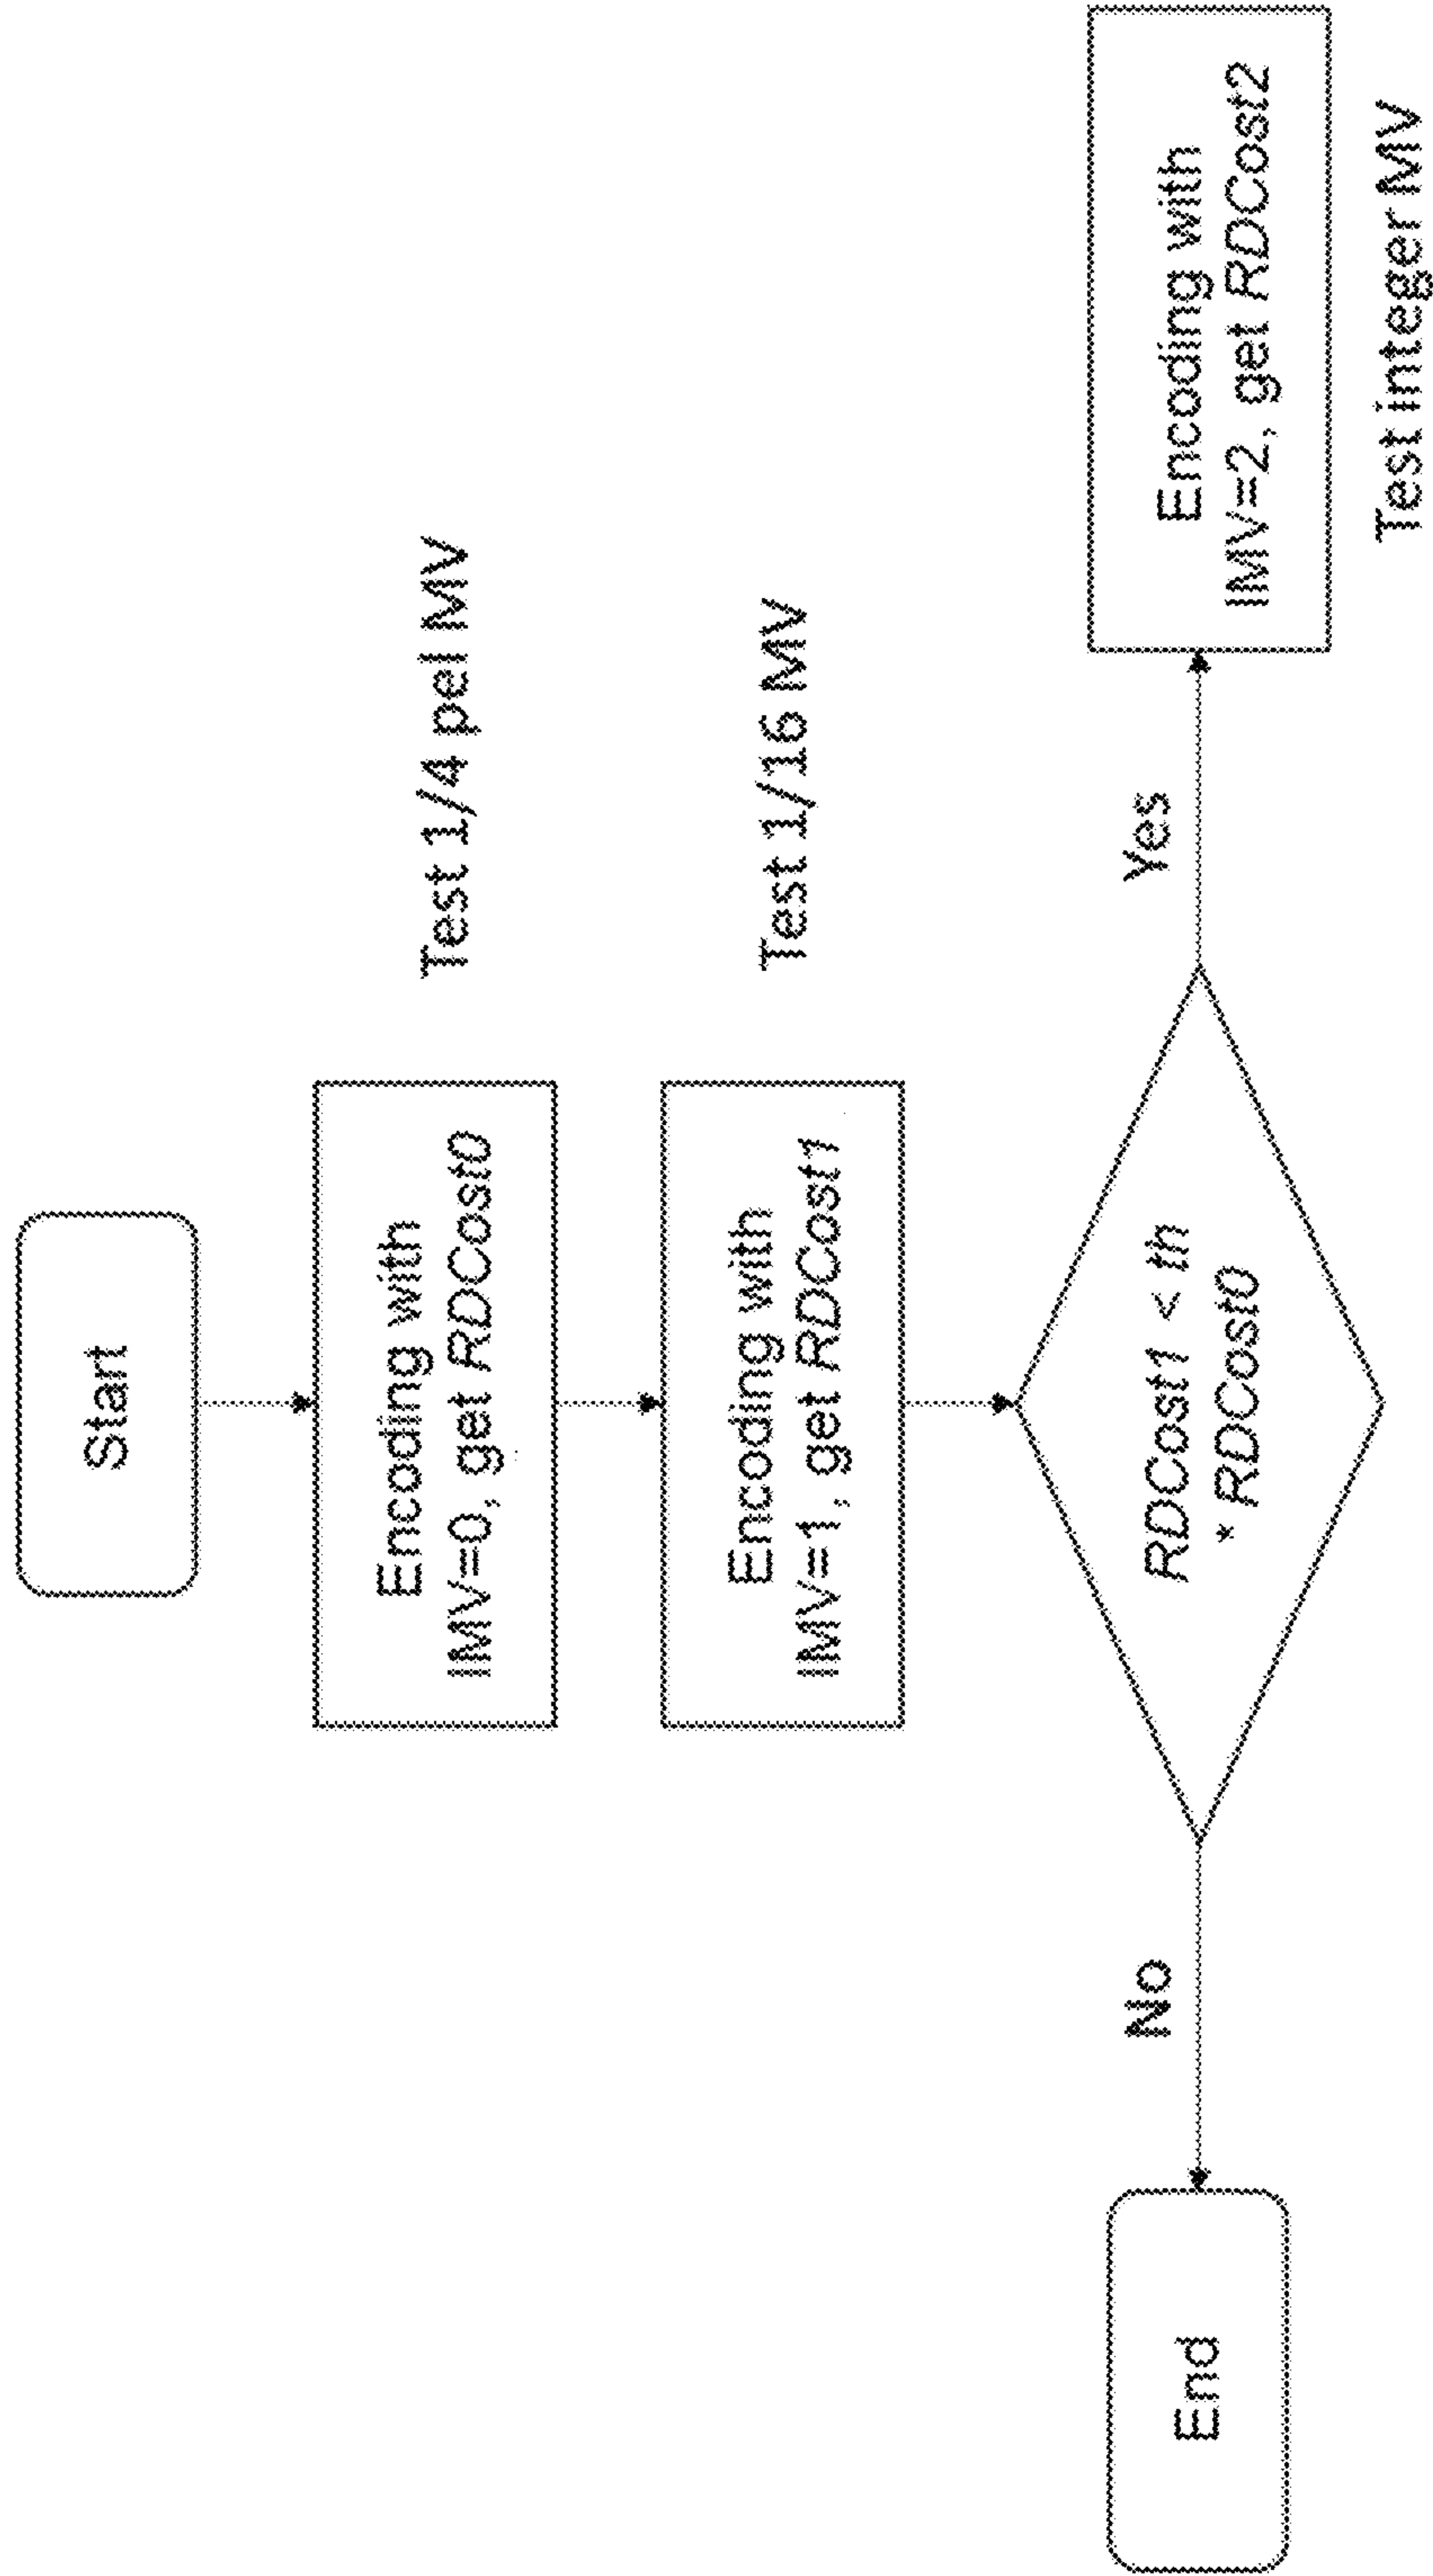 Start
Encoding with
IMV=0, get RDCost0
Test 1/4 pel MV
Encoding with
IMV=1, get RDCost1
Test 1/16 MV
RDCost1 < th
* RDCost0
No
Yes
End
Encoding with
IMV=2, get RDCost2
Test integer MV